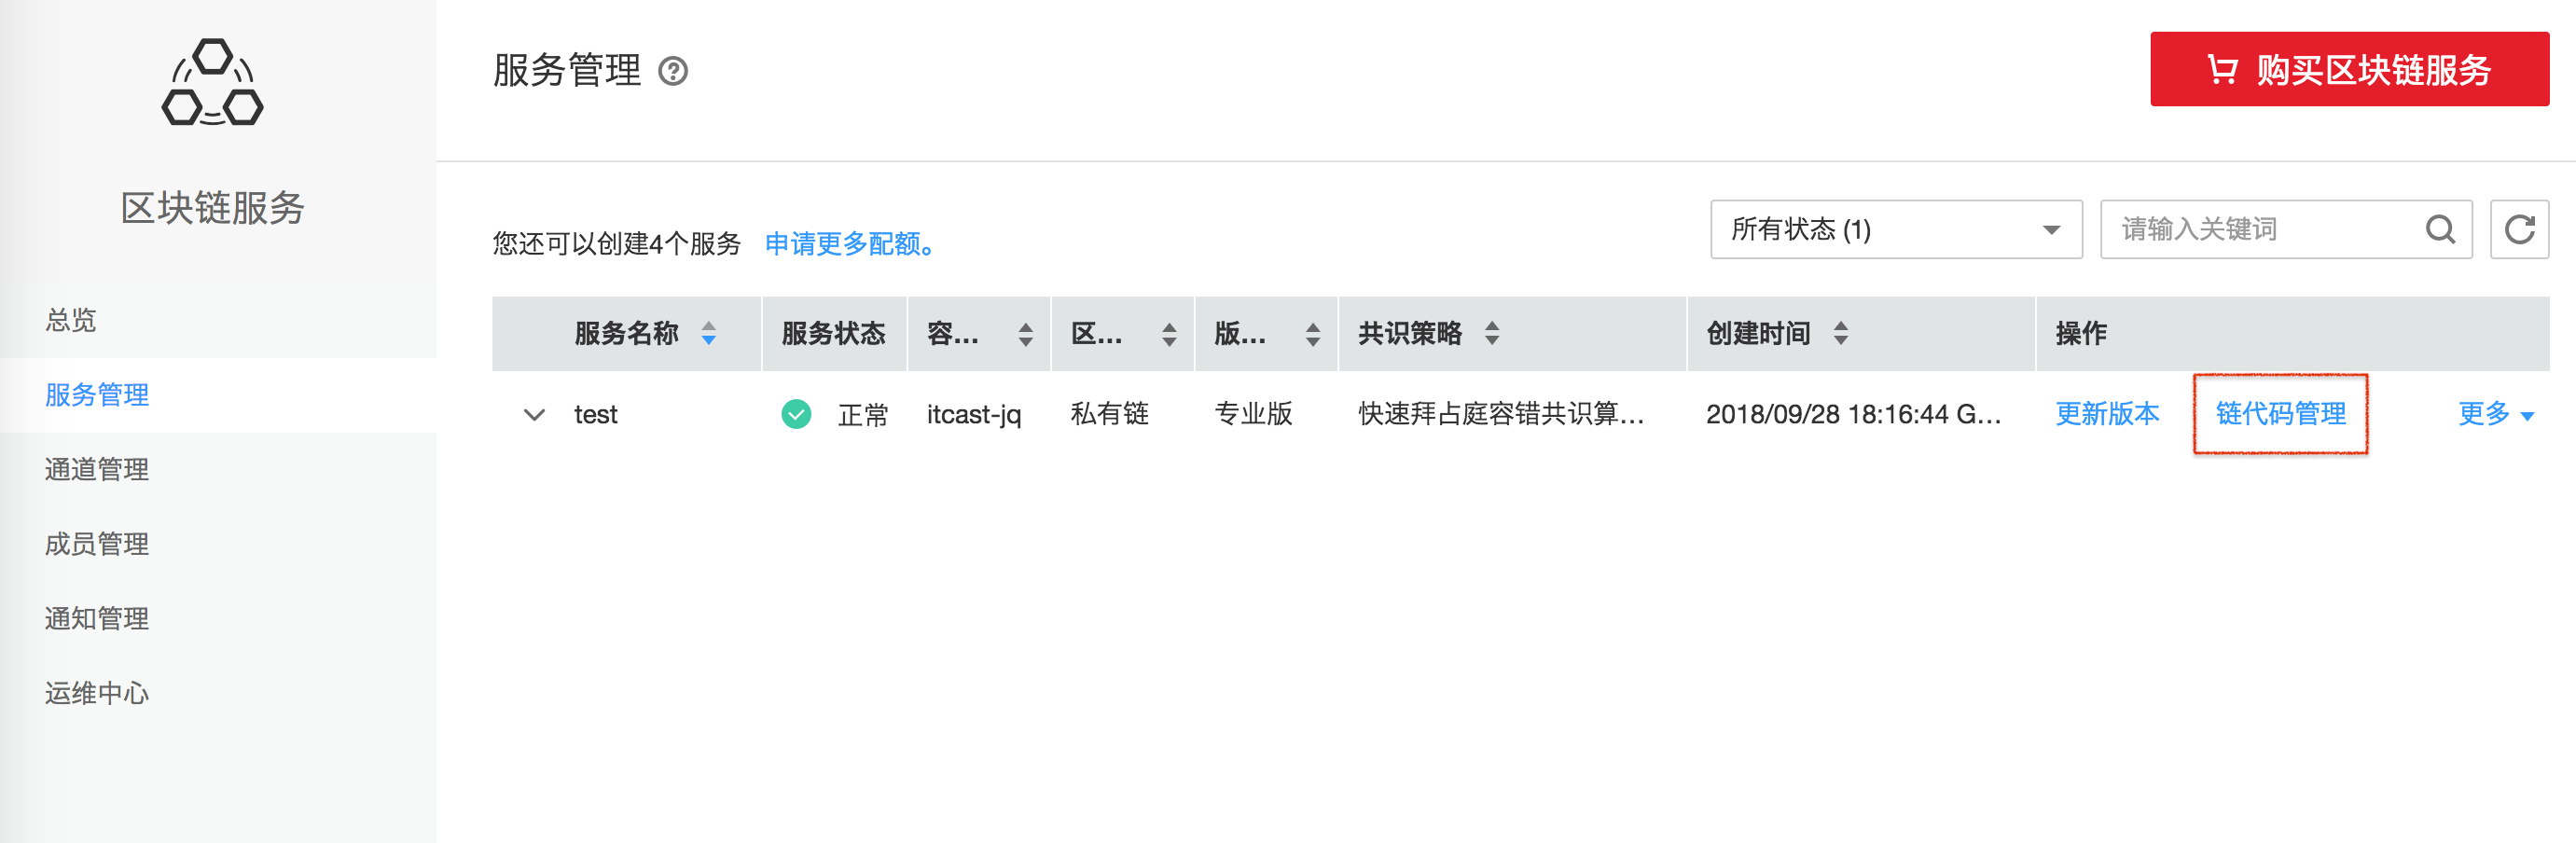 区块链服务
总览
服务管理
通道管理
成员管理
通知管理
运维中心
服务管理 ?
购买区块链服务
您还可以创建4个服务 申请更多配额。
所有状态 (1)
请输入关键词
服务名称 服务状态 容... 区... 版... 共识策略 创建时间 操作
test 正常 itcast-jq 私有链 专业版 快速拜占庭容错共识算... 2018/09/28 18:16:44 G... 更新版本 链代码管理 更多